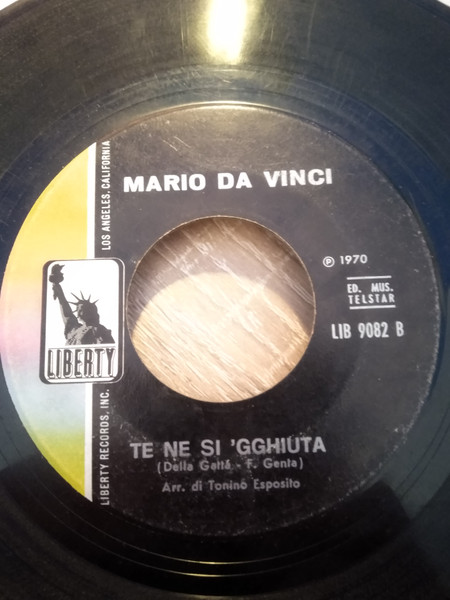 MARIO DA VINCI
℗ 1970
ED. MUS.
TELSTAR
LIB 9082 B
LOS ANGELES, CALIFORNIA
LIBERTY
LIBERTY RECORDS, INC.
TE NE SI 'GGHIUTA
(Della Gatta - F. Genta)
Arr. di Tonino Esposito